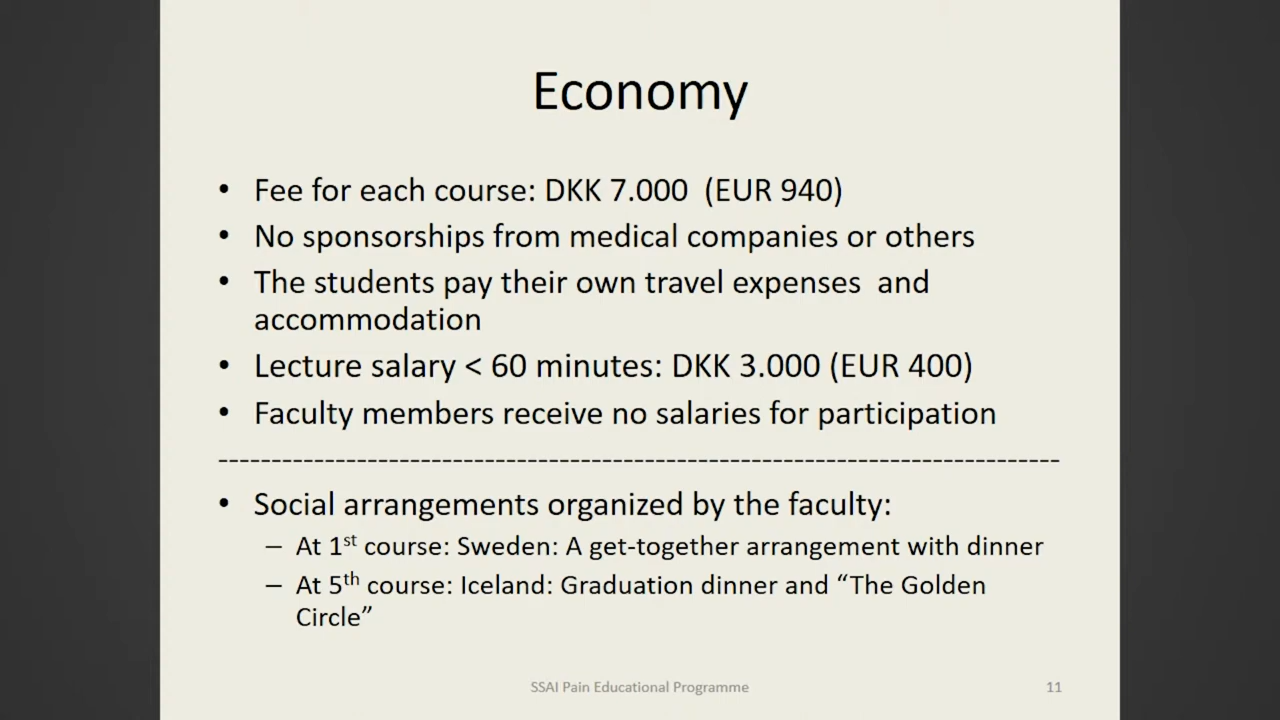 Economy
• Fee for each course: DKK 7.000  (EUR 940)
• No sponsorships from medical companies or others
• The students pay their own travel expenses  and
accommodation
• Lecture salary < 60 minutes: DKK 3.000 (EUR 400)
• Faculty members receive no salaries for participation
--------------------------------------------------------------------------------
• Social arrangements organized by the faculty:
– At 1st course: Sweden: A get-together arrangement with dinner
– At 5th course: Iceland: Graduation dinner and “The Golden
Circle”
SSAI Pain Educational Programme
11